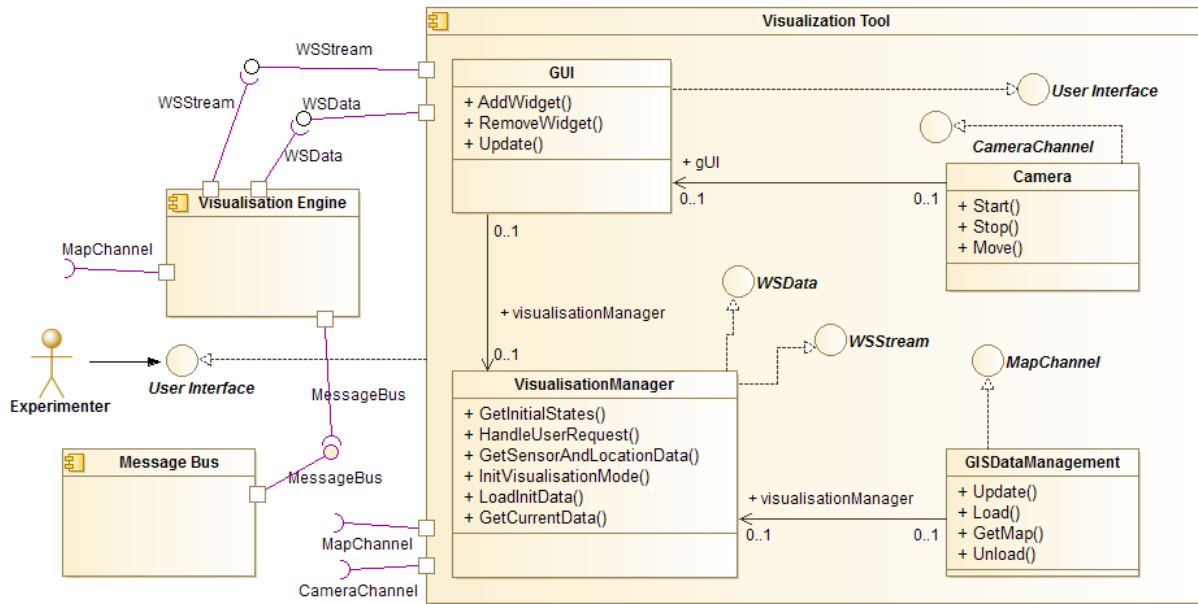 Visualization Tool
WSStream
WSStream
WSData
WSData
GUI
+ AddWidget()
+ RemoveWidget()
+ Update()
User Interface
CameraChannel
+ gUI
0..1
0..1
Camera
+ Start()
+ Stop()
+ Move()
Visualisation Engine
MapChannel
0..1
+ visualisationManager
0..1
WSData
WSStream
MapChannel
Experimenter
User Interface
MessageBus
MessageBus
Message Bus
VisualisationManager
+ GetInitialStates()
+ HandleUserRequest()
+ GetSensorAndLocationData()
+ InitVisualisationMode()
+ LoadInitData()
+ GetCurrentData()
+ visualisationManager
0..1
0..1
GISDataManagement
+ Update()
+ Load()
+ GetMap()
+ Unload()
MapChannel
CameraChannel